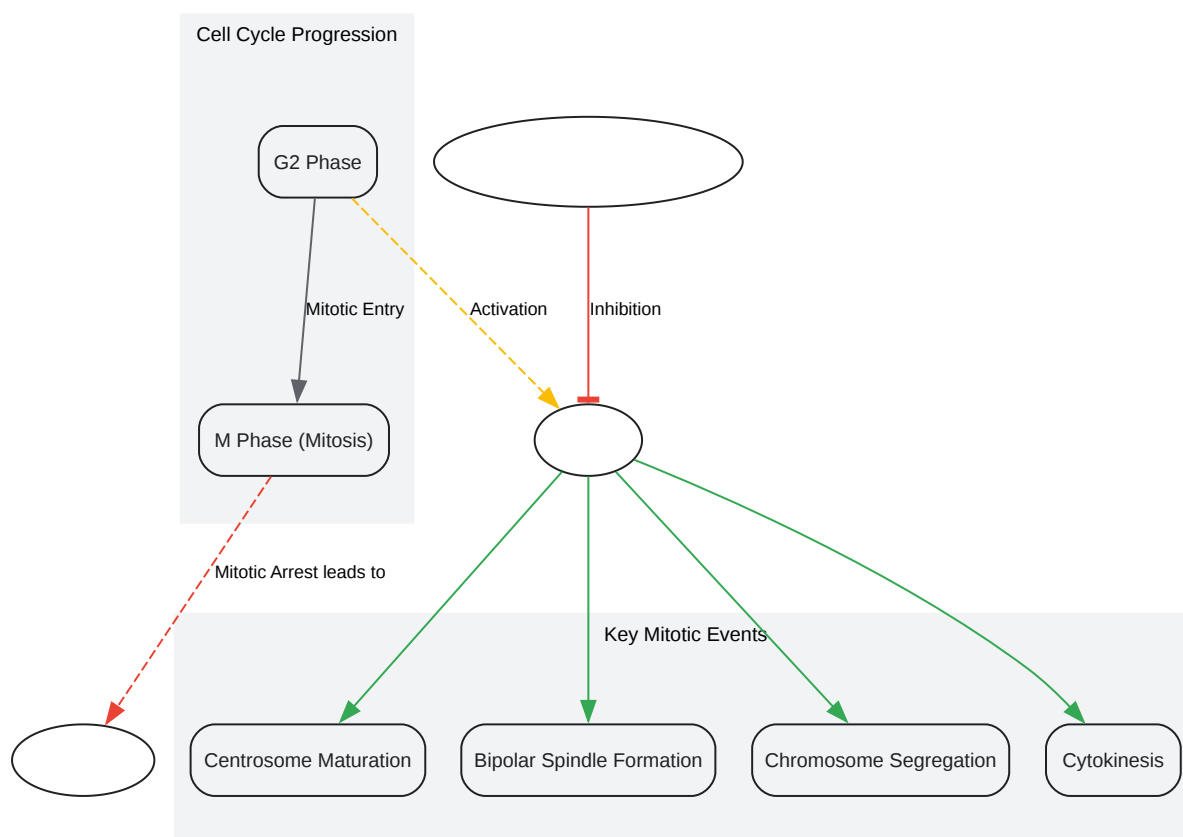 Cell Cycle Progression
G2 Phase
Mitotic Entry
Activation
Inhibition
M Phase (Mitosis)
Mitotic Arrest leads to
Key Mitotic Events
Centrosome Maturation
Bipolar Spindle Formation
Chromosome Segregation
Cytokinesis